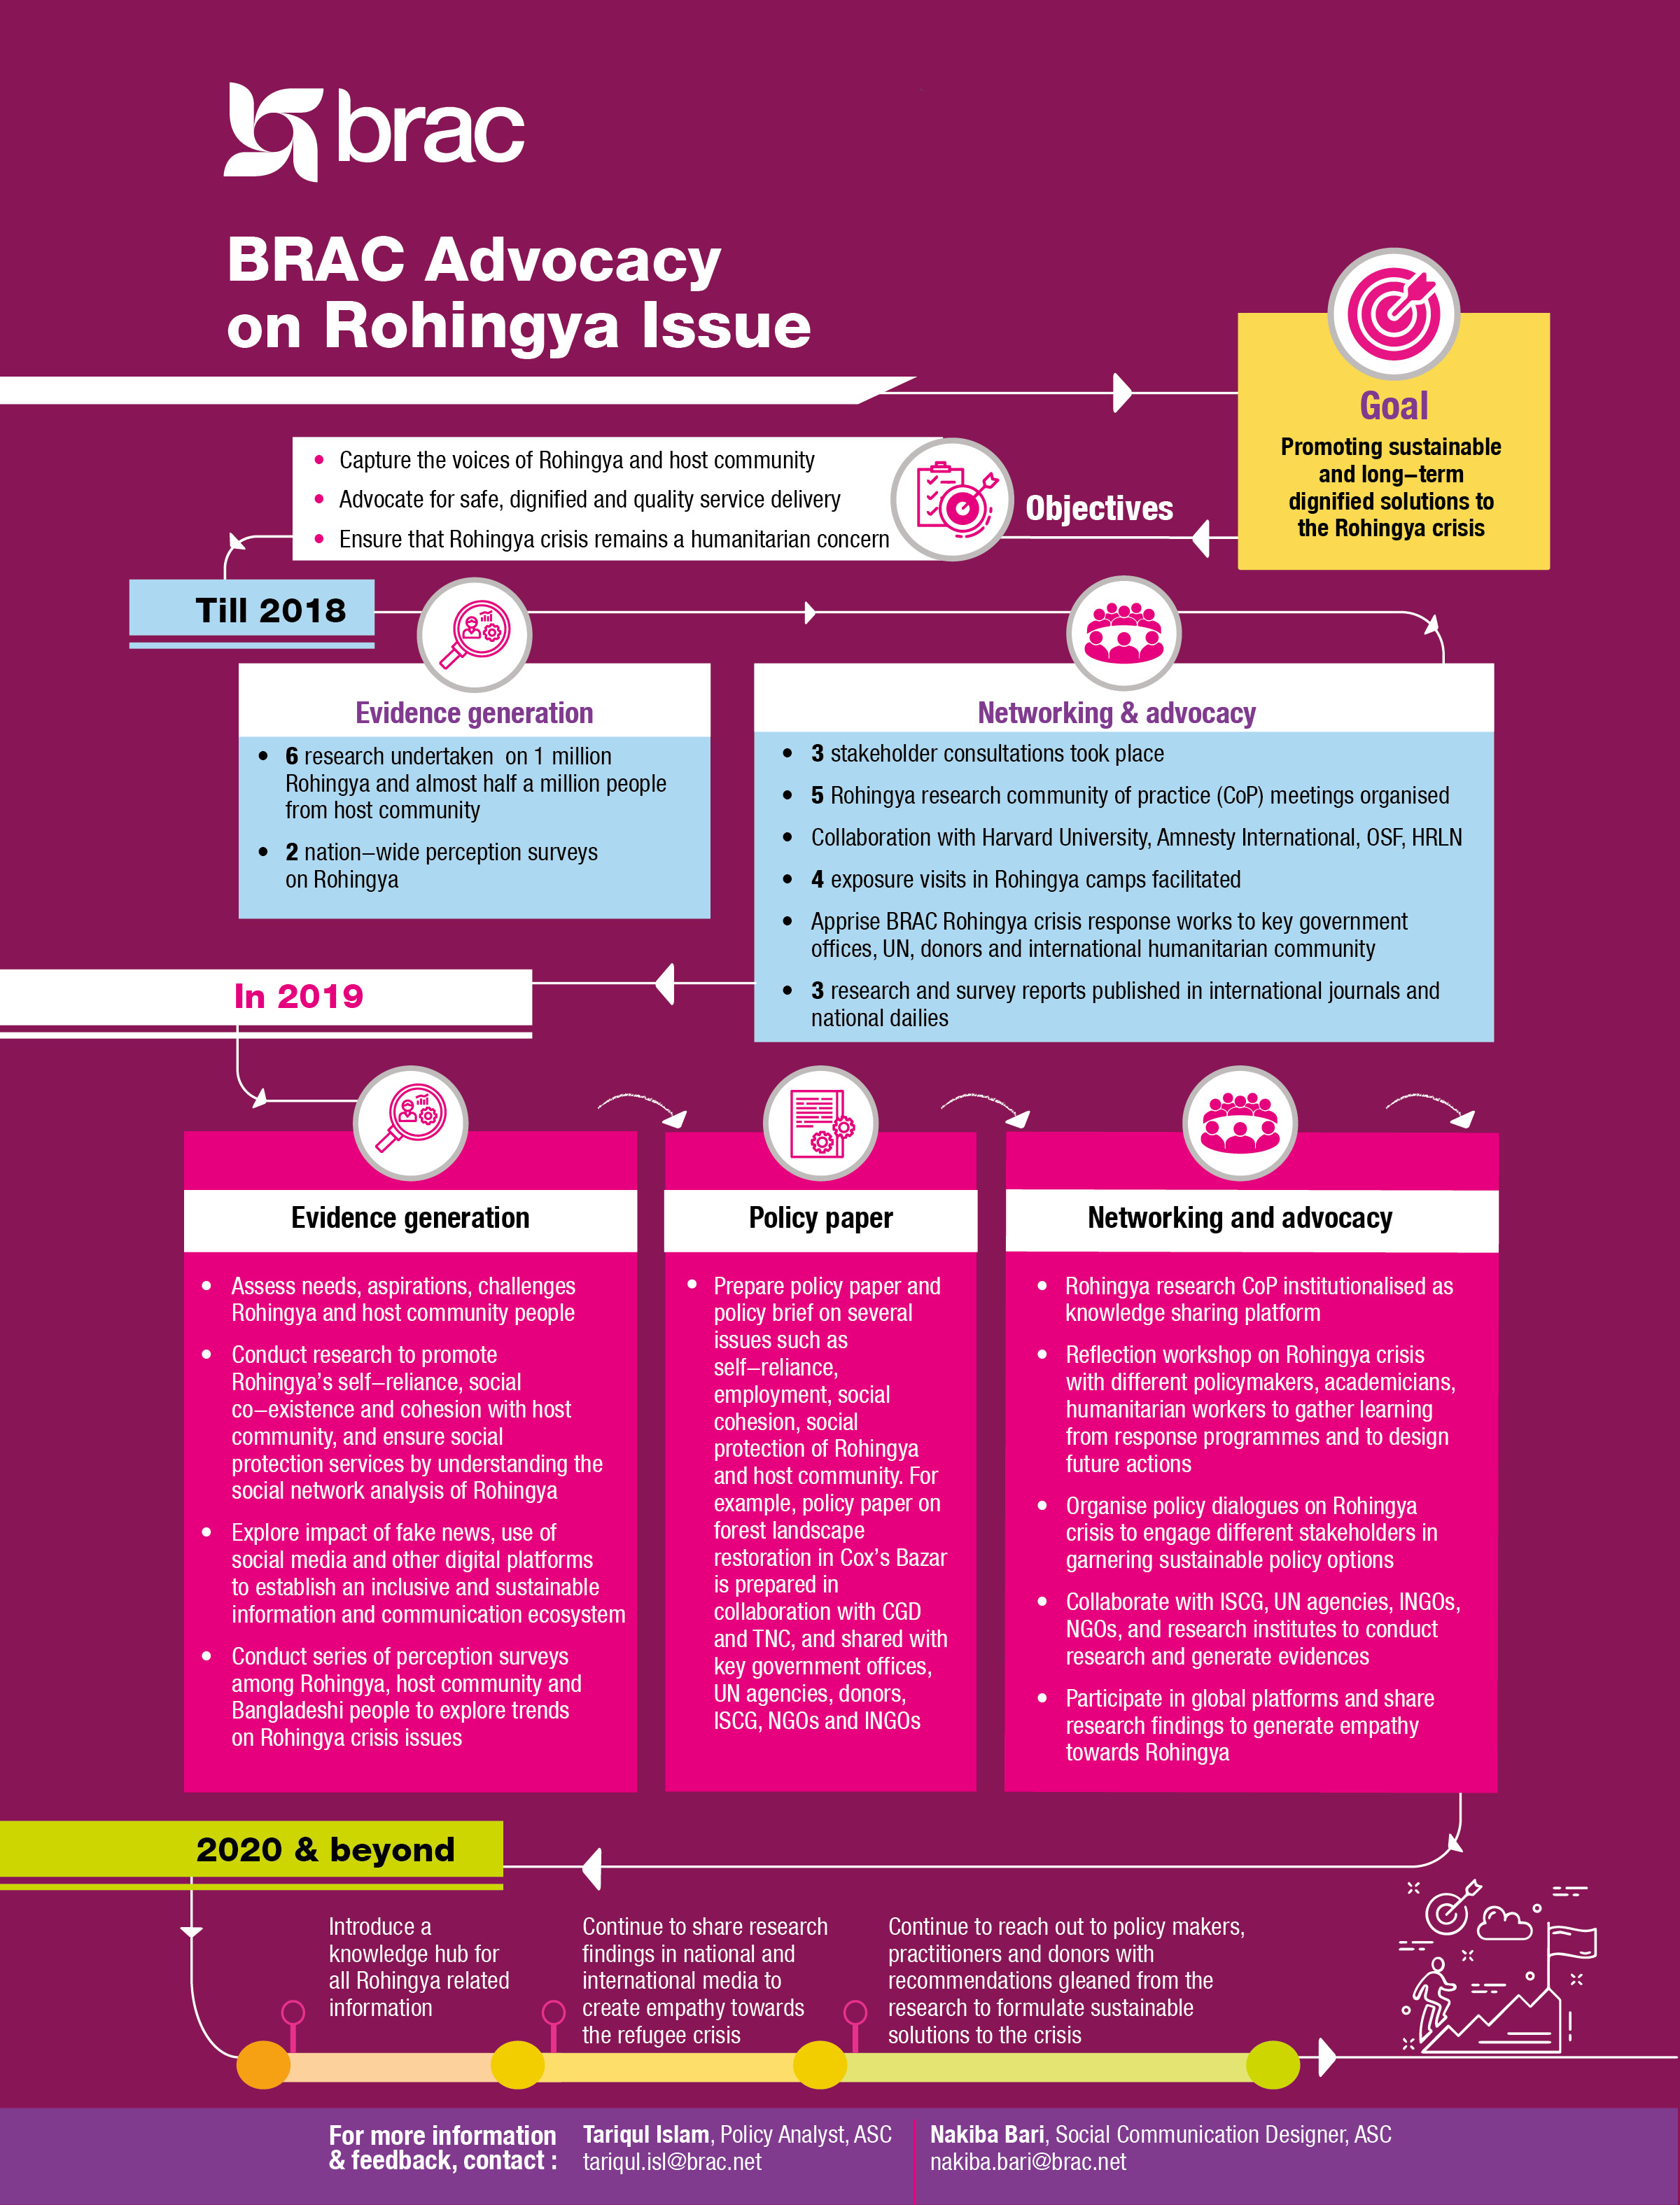 brac
BRAC Advocacy
on Rohingya Issue
Goal
Promoting sustainable
and long–term
dignified solutions to
the Rohingya crisis
Objectives
• Capture the voices of Rohingya and host community
• Advocate for safe, dignified and quality service delivery
• Ensure that Rohingya crisis remains a humanitarian concern
Till 2018
Evidence generation
• 6 research undertaken on 1 million
Rohingya and almost half a million people
from host community
• 2 nation–wide perception surveys
on Rohingya
Networking & advocacy
• 3 stakeholder consultations took place
• 5 Rohingya research community of practice (CoP) meetings organised
• Collaboration with Harvard University, Amnesty International, OSF, HRLN
• 4 exposure visits in Rohingya camps facilitated
• Apprise BRAC Rohingya crisis response works to key government
offices, UN, donors and international humanitarian community
• 3 research and survey reports published in international journals and
national dailies
In 2019
Evidence generation
• Assess needs, aspirations, challenges
Rohingya and host community people
• Conduct research to promote
Rohingya's self–reliance, social
co–existence and cohesion with host
community, and ensure social
protection services by understanding the
social network analysis of Rohingya
• Explore impact of fake news, use of
social media and other digital platforms
to establish an inclusive and sustainable
information and communication ecosystem
• Conduct series of perception surveys
among Rohingya, host community and
Bangladeshi people to explore trends
on Rohingya crisis issues
Policy paper
• Prepare policy paper and
policy brief on several
issues such as
self–reliance,
employment, social
cohesion, social
protection of Rohingya
and host community. For
example, policy paper on
forest landscape
restoration in Cox's Bazar
is prepared in
collaboration with CGD
and TNC, and shared with
key government offices,
UN agencies, donors,
ISCG, NGOs and INGOs
Networking and advocacy
• Rohingya research CoP institutionalised as
knowledge sharing platform
• Reflection workshop on Rohingya crisis
with different policymakers, academicians,
humanitarian workers to gather learning
from response programmes and to design
future actions
• Organise policy dialogues on Rohingya
crisis to engage different stakeholders in
garnering sustainable policy options
• Collaborate with ISCG, UN agencies, INGOs,
NGOs, and research institutes to conduct
research and generate evidences
• Participate in global platforms and share
research findings to generate empathy
towards Rohingya
2020 & beyond
Introduce a
knowledge hub for
all Rohingya related
information
Continue to share research
findings in national and
international media to
create empathy towards
the refugee crisis
Continue to reach out to policy makers,
practitioners and donors with
recommendations gleaned from the
research to formulate sustainable
solutions to the crisis
For more information
& feedback, contact :
Tariqul Islam, Policy Analyst, ASC
tariqul.isl@brac.net
Nakiba Bari, Social Communication Designer, ASC
nakiba.bari@brac.net